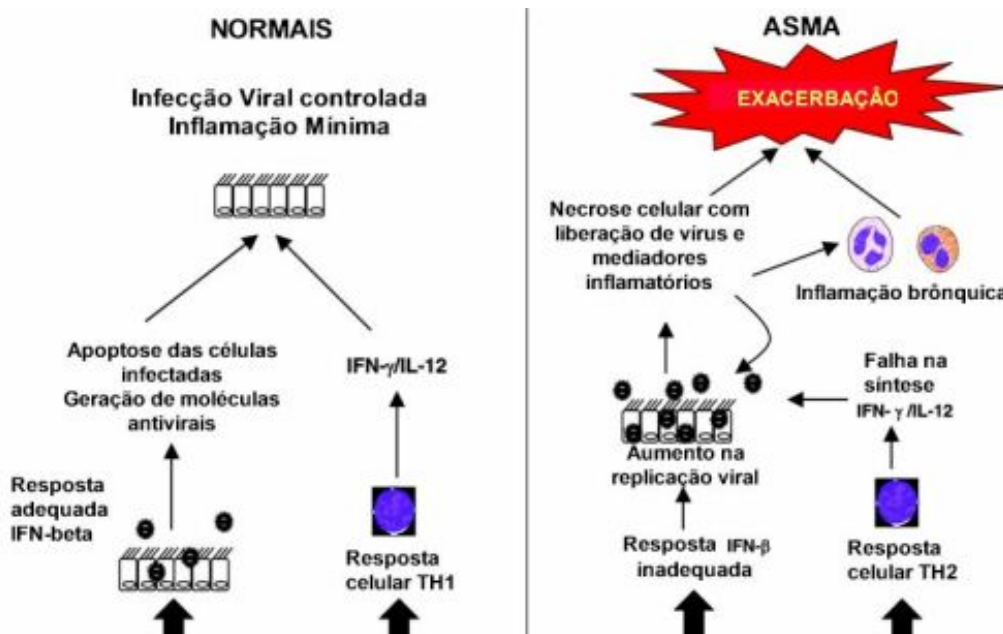 NORMAIS
Infecção Viral controlada
Inflamação Mínima
Apoptose das células
infectadas
Geração de moléculas
antivirais
IFN-γ/IL-12
Resposta
adequada
IFN-beta
Resposta
celular TH1
ASMA
EXACERBAÇÃO
Necrose celular com
liberação de vírus e
mediadores
inflamatórios
Inflamação brônquica
Falha na
síntese
IFN- γ /IL-12
Aumento na
replicação viral
Resposta IFN-β
inadequada
Resposta
celular TH2